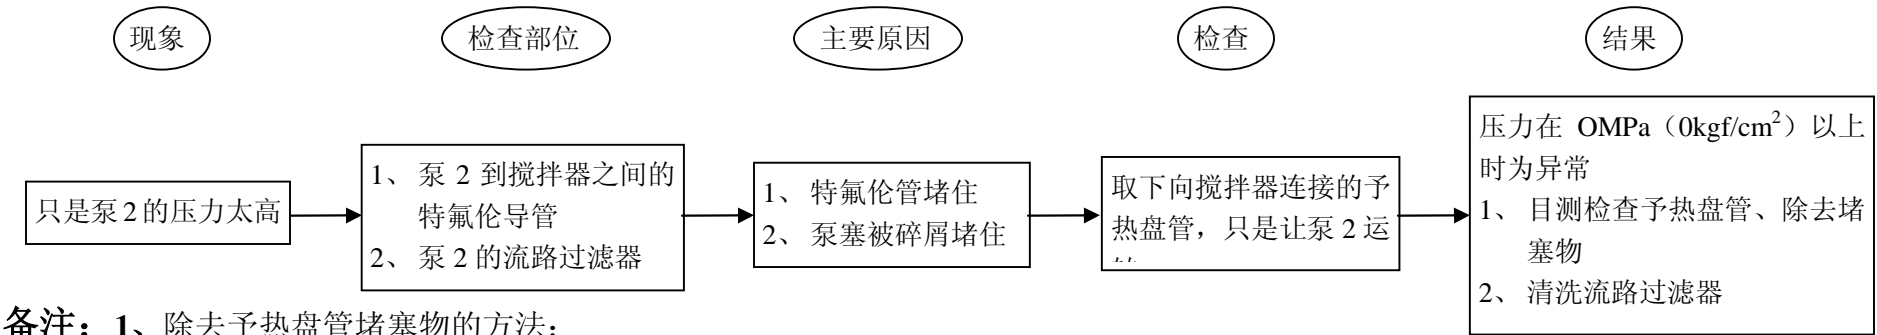 现象
检查部位
主要原因
检查
结果
只是泵 2 的压力太高
1、 泵 2 到搅拌器之间的
特氟伦导管
2、 泵 2 的流路过滤器
1、 特氟伦管堵住
2、 泵塞被碎屑堵住
取下向搅拌器连接的予
热盘管，只是让泵 2 运
压力在 OMPa（0kgf/cm²）以上
时为异常
1、 目测检查予热盘管、除去堵
塞物
2、 清洗流路过滤器
备注：1、除去予热盘管堵塞物的方法：